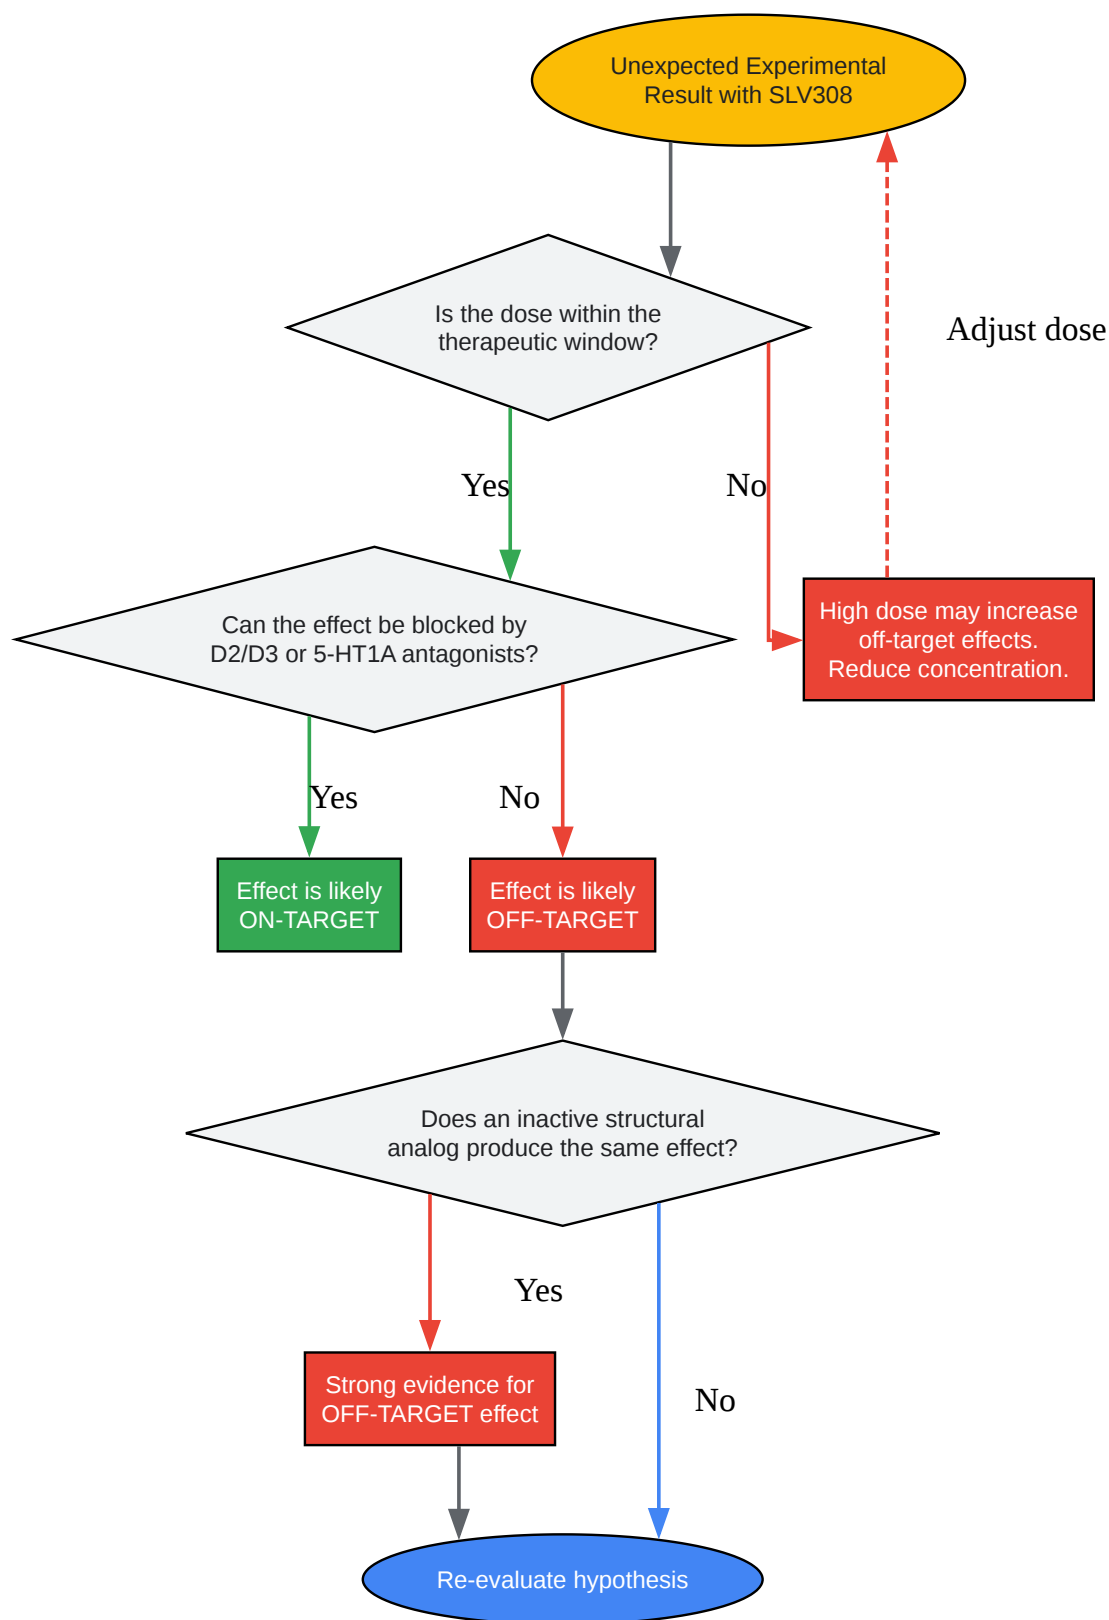 Unexpected Experimental
Result with SLV308
Is the dose within the
therapeutic window?
Adjust dose
Yes
No
Can the effect be blocked by
D2/D3 or 5-HT1A antagonists?
High dose may increase
off-target effects.
Reduce concentration.
Yes
No
Effect is likely
ON-TARGET
Effect is likely
OFF-TARGET
Does an inactive structural
analog produce the same effect?
Yes
No
Strong evidence for
OFF-TARGET effect
Re-evaluate hypothesis